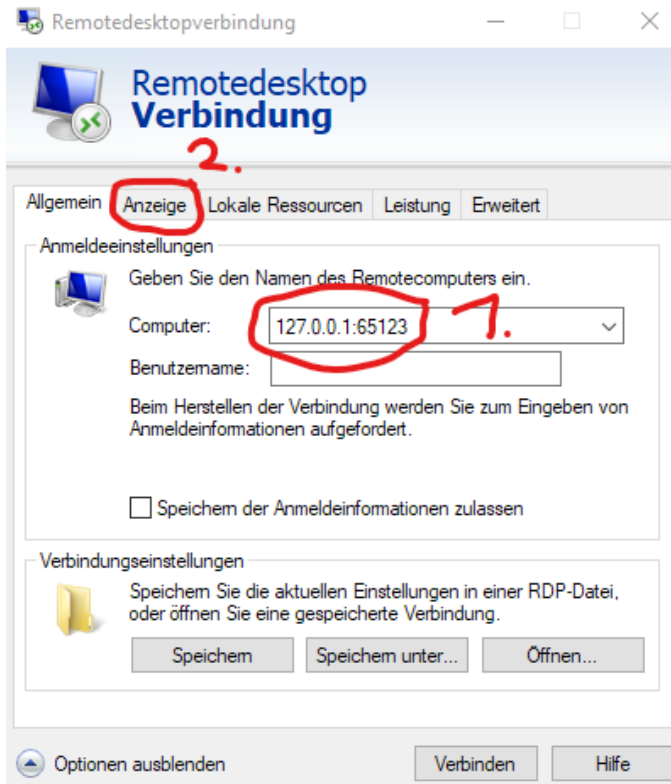 Remotedesktopverbindung
Remotedesktop
Verbindung
2.
Allgemein Anzeige Lokale Ressourcen Leistung Erweitert
Anmeldeeinstellungen
Geben Sie den Namen des Remotecomputers ein.
Computer: 127.0.0.1:65123 1.
Benutzername:
Beim Herstellen der Verbindung werden Sie zum Eingeben von
Anmeldeinformationen aufgefordert.
Speichern der Anmeldeinformationen zulassen
Verbindungseinstellungen
Speichern Sie die aktuellen Einstellungen in einer RDP-Datei,
oder öffnen Sie eine gespeicherte Verbindung.
Speichern Speichern unter... Öffnen...
Optionen ausblenden Verbinden Hilfe